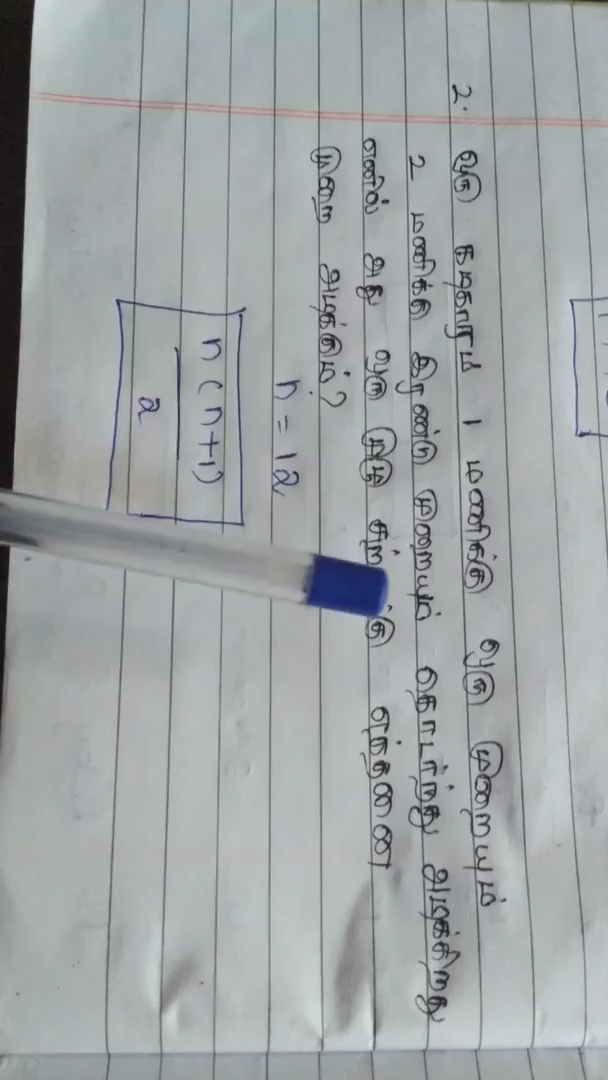 2. ஒரு கடிகாரம் 1 மணிக்கு ஒரு முறையும்
2 மணிக்கு இரண்டு முறையும் தொடர்ந்து அடிக்கிறது
எனில் அது ஒரு முழு எத்தனை
முறை அடிக்கும்?
n = 12
n (n+1)
2